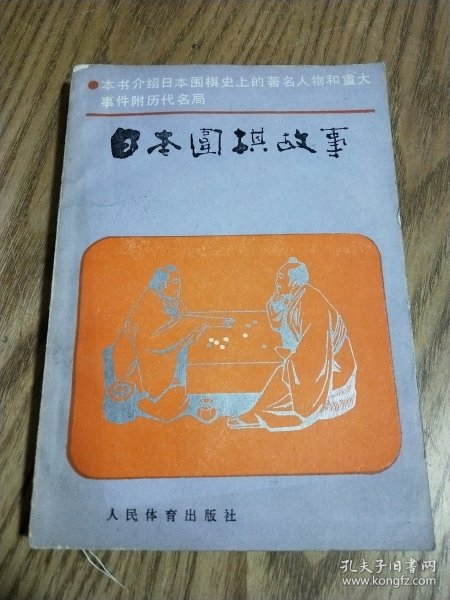 ●本书介绍日本围棋史上的著名人物和重大
事件附历代名局
日本圍棋故事
人民体育出版社
孔夫子旧书网
www.kongfz.com